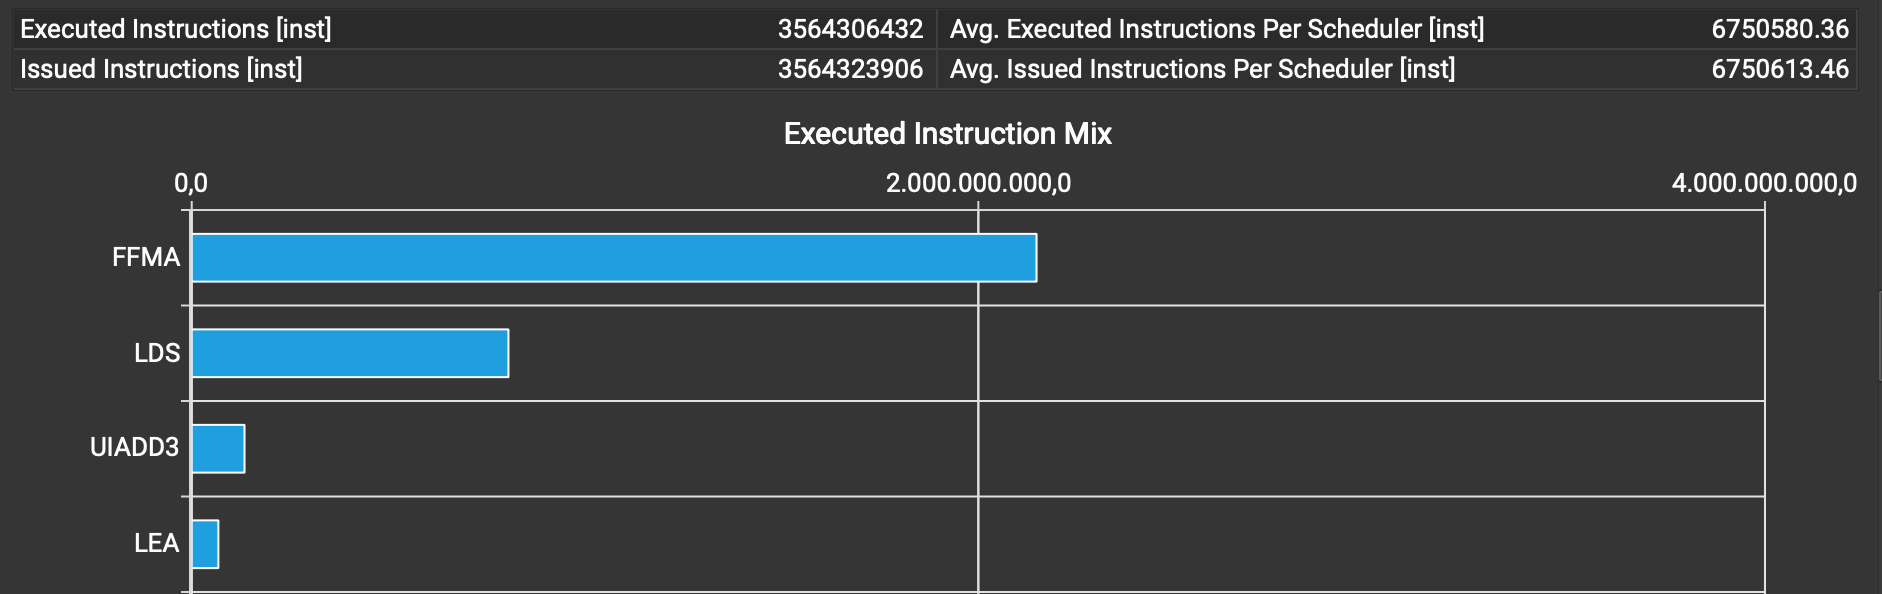 Executed Instructions [inst] 3564306432 Avg. Executed Instructions Per Scheduler [inst] 6750580.36
Issued Instructions [inst] 3564323906 Avg. Issued Instructions Per Scheduler [inst] 6750613.46
Executed Instruction Mix
0,0 2.000.000.000,0 4.000.000.000,0
FFMA
LDS
UIADD3
LEA